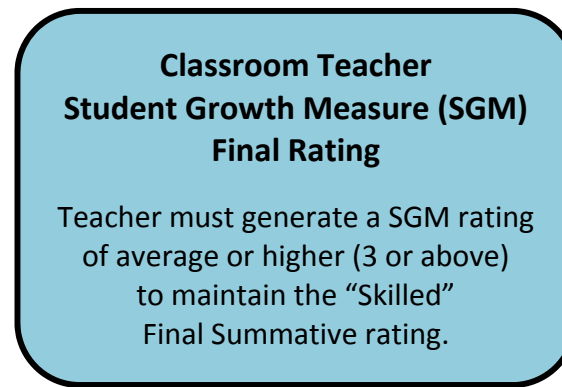 Classroom Teacher
Student Growth Measure (SGM)
Final Rating
Teacher must generate a SGM rating
of average or higher (3 or above)
to maintain the “Skilled”
Final Summative rating.